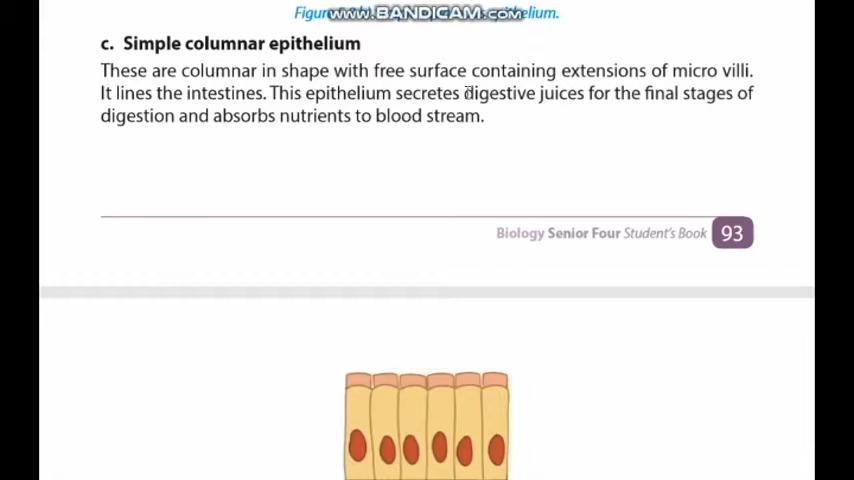 www.BANDICAM.com
c. Simple columnar epithelium
These are columnar in shape with free surface containing extensions of micro villi.
It lines the intestines. This epithelium secretes digestive juices for the final stages of
digestion and absorbs nutrients to blood stream.
Biology Senior Four Student's Book 93